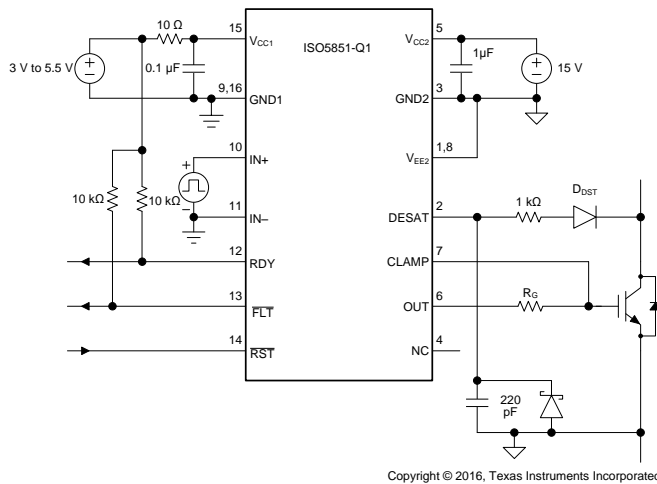 10 Ω
15
VCC1
ISO5851-Q1
VCC2
5
3 V to 5.5 V
+
−
0.1 µF
1µF
+
−
15 V
9,16
GND1
GND2
3
10
IN+
VEE2
1,8
+
−
10 kΩ
10 kΩ
11
IN–
DESAT
2
1 kΩ
DDST
12
RDY
CLAMP
7
13
FLT
OUT
6
RG
14
RST
NC
4
220
pF
Copyright © 2016, Texas Instruments Incorporated